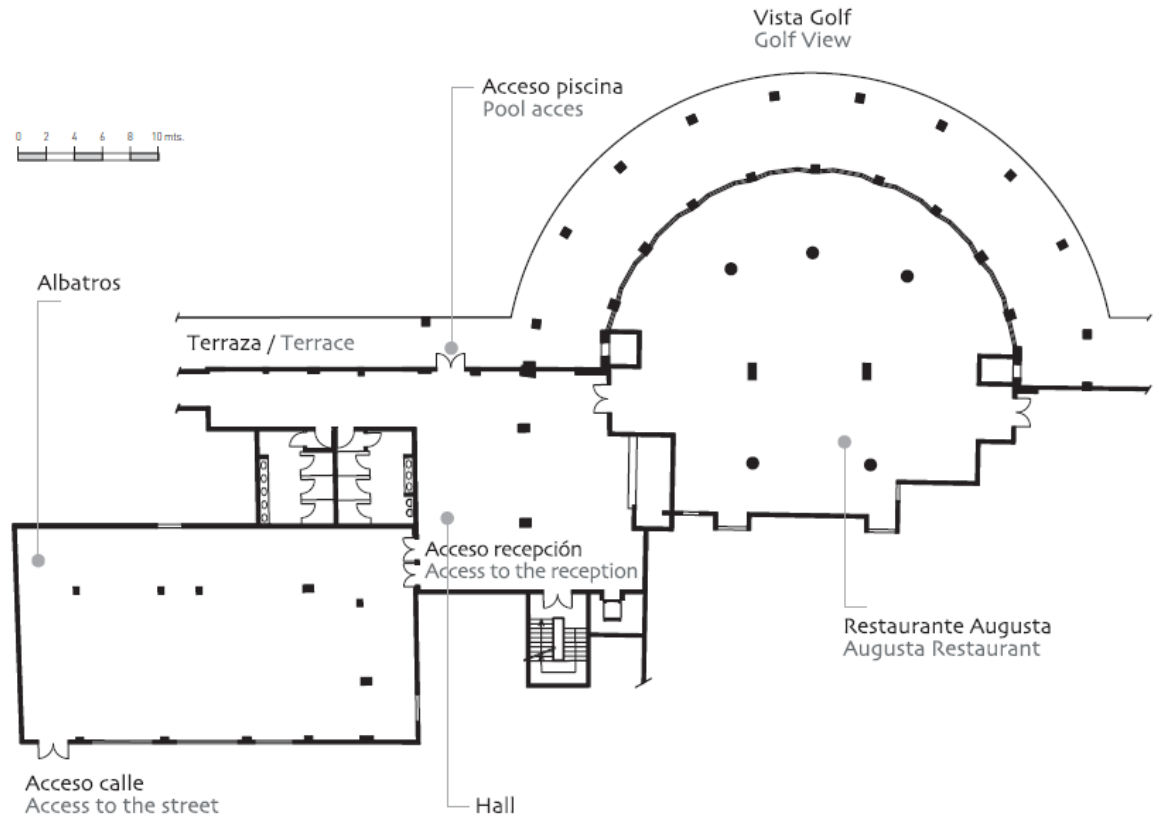 Vista Golf
Golf View
Acceso piscina
Pool acces
0 2 4 6 8 10 mts.
Albatros
Terraza / Terrace
Acceso recepción
Access to the reception
Restaurante Augusta
Augusta Restaurant
Acceso calle
Access to the street
Hall